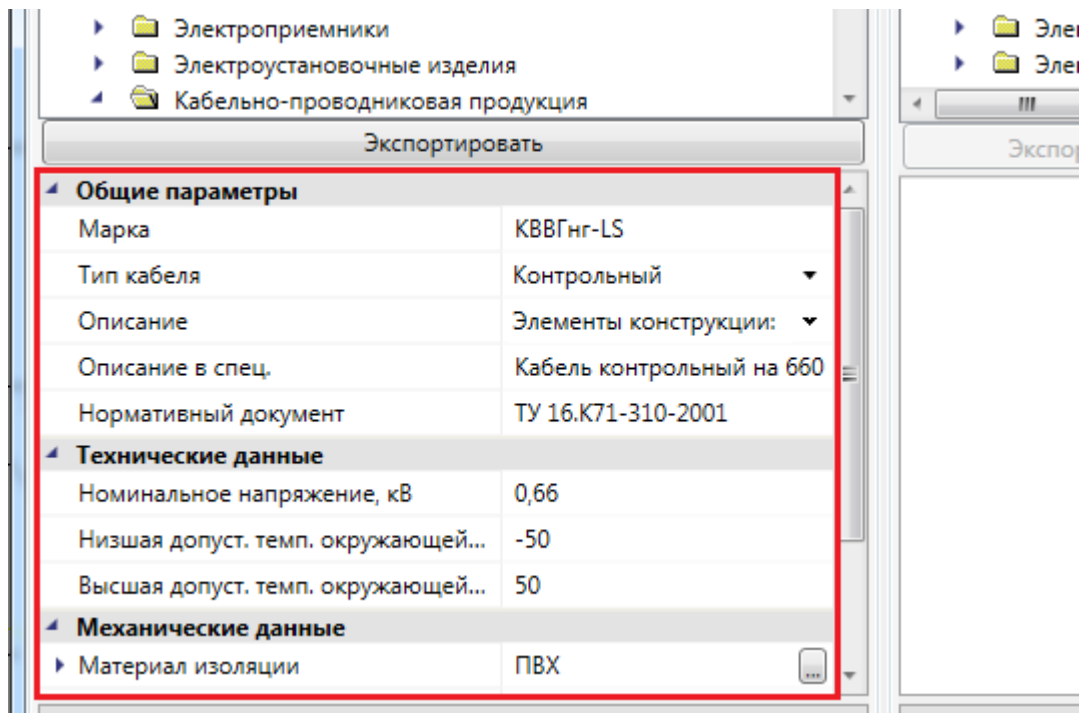 Электроприемники
Электроустановочные изделия
Кабельно-проводниковая продукция
Экспортировать
Общие параметры
Марка КВВГнг-LS
Тип кабеля Контрольный
Описание Элементы конструкции:
Описание в спец. Кабель контрольный на 660
Нормативный документ ТУ 16.К71-310-2001
Технические данные
Номинальное напряжение, кВ 0,66
Низшая допуст. темп. окружающей... -50
Высшая допуст. темп. окружающей... 50
Механические данные
Материал изоляции ПВХ ...